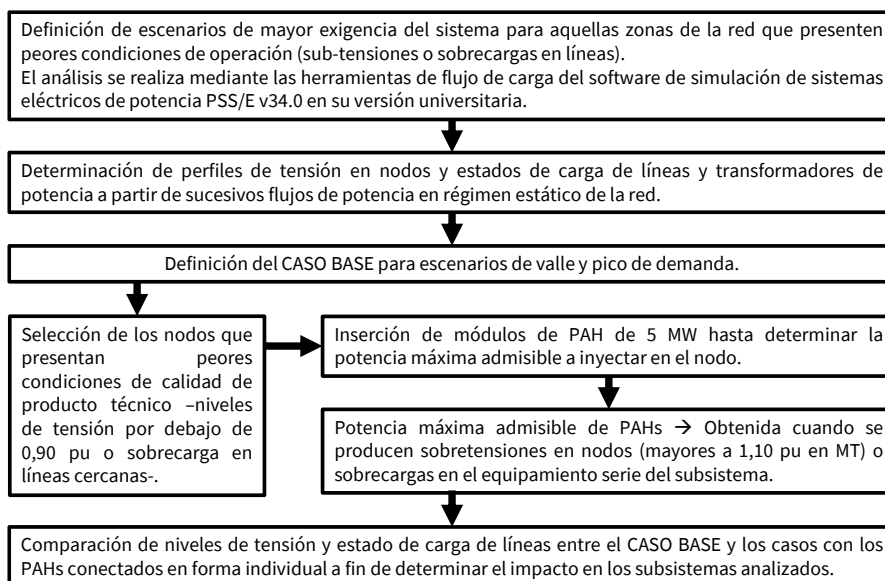 Definición de escenarios de mayor exigencia del sistema para aquellas zonas de la red que presenten
peores condiciones de operación (sub-tensiones o sobrecargas en líneas).
El análisis se realiza mediante las herramientas de flujo de carga del software de simulación de sistemas
eléctricos de potencia PSS/E v34.0 en su versión universitaria.
Determinación de perfiles de tensión en nodos y estados de carga de líneas y transformadores de
potencia a partir de sucesivos flujos de potencia en régimen estático de la red.
Definición del CASO BASE para escenarios de valle y pico de demanda.
Selección de los nodos que
presentan peores
condiciones de calidad de
producto técnico –niveles
de tensión por debajo de
0,90 pu o sobrecarga en
líneas cercanas-.
Inserción de módulos de PAH de 5 MW hasta determinar la
potencia máxima admisible a inyectar en el nodo.
Potencia máxima admisible de PAHs → Obtenida cuando se
producen sobretensiones en nodos (mayores a 1,10 pu en MT) o
sobrecargas en el equipamiento serie del subsistema.
Comparación de niveles de tensión y estado de carga de líneas entre el CASO BASE y los casos con los
PAHs conectados en forma individual a fin de determinar el impacto en los subsistemas analizados.